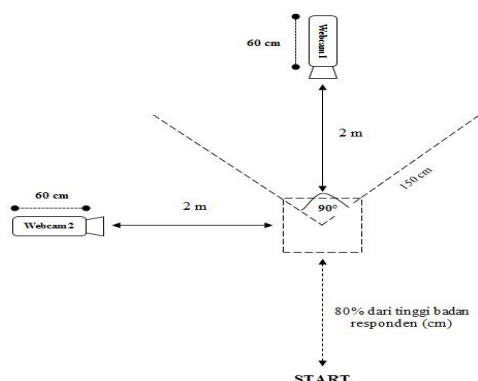 60 cm
Webcam 1
2 m
150 cm
60 cm
90°
Webcam 2
2 m
80% dari tinggi badan
responden (cm)
START